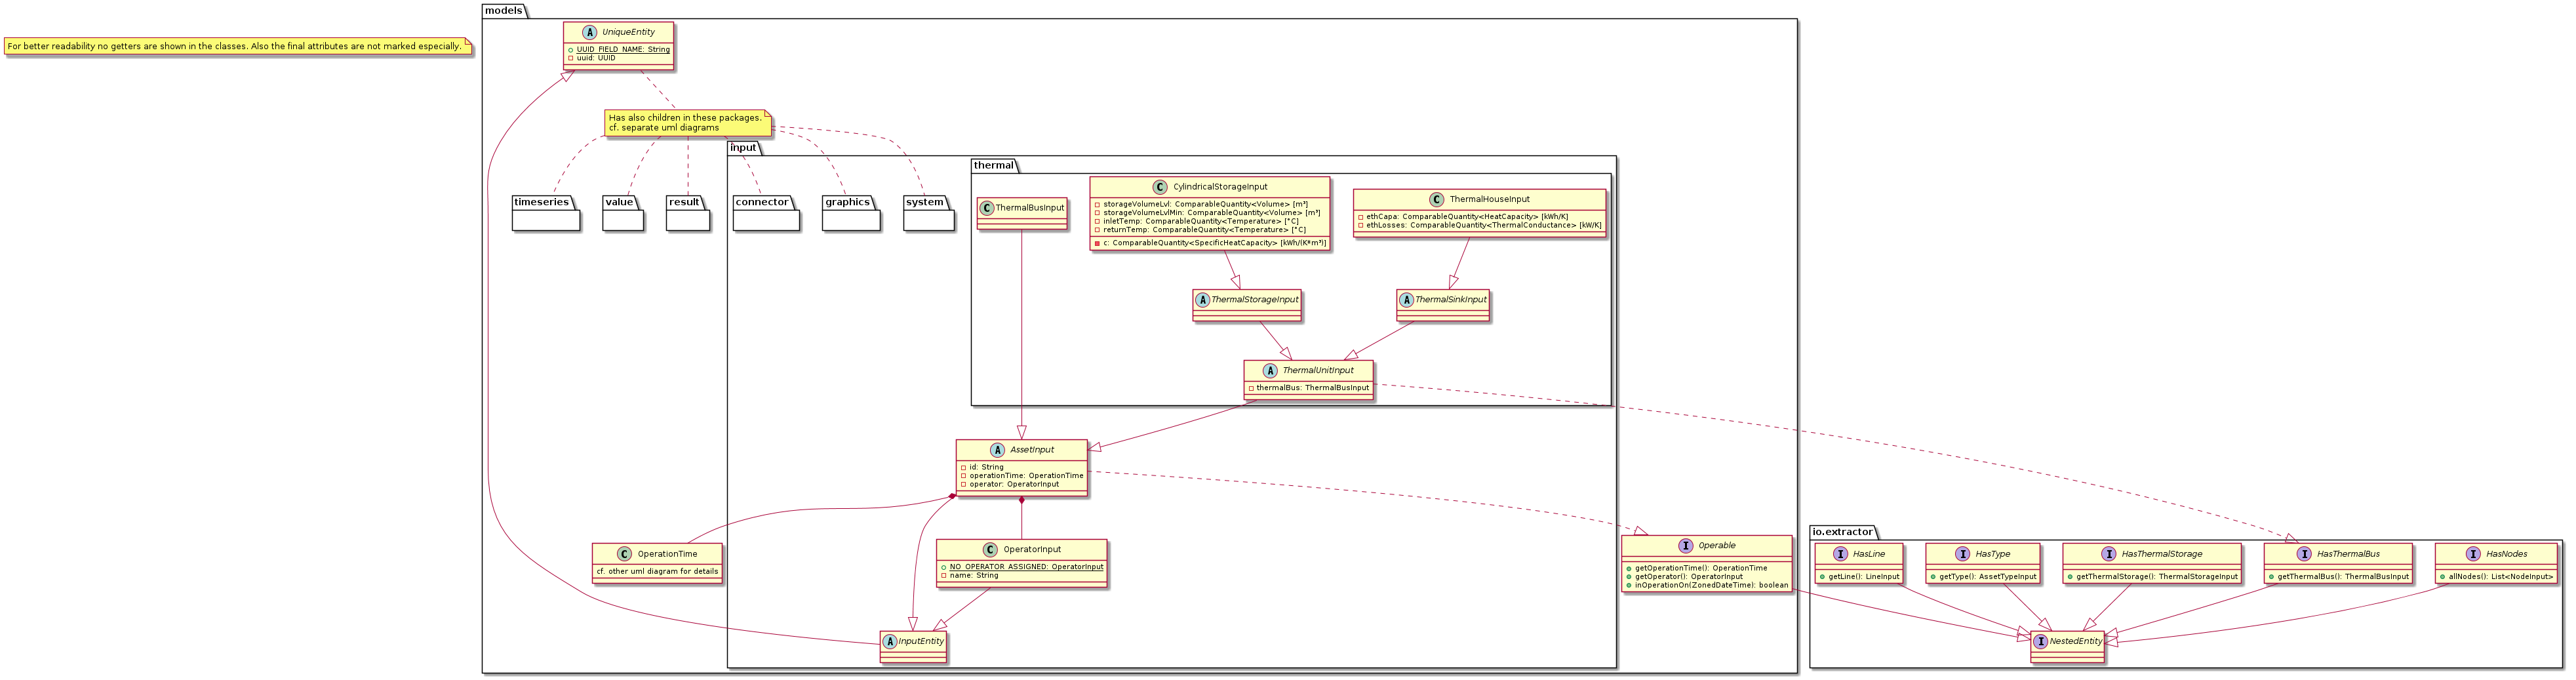 models
A UniqueEntity
UUID_FIELD_NAME: String
uuid: UUID
For better readability no getters are shown in the classes. Also the final attributes are not marked especially.
Has also children in these packages.
cf. separate uml diagrams
input
thermal
timeseries
value
result
connector
graphics
system
C ThermalBusInput
C CylindricalStorageInput
storageVolumeLvl: ComparableQuantity<Volume> [m³]
storageVolumeLvlMin: ComparableQuantity<Volume> [m³]
inletTemp: ComparableQuantity<Temperature> [°C]
returnTemp: ComparableQuantity<Temperature> [°C]
c: ComparableQuantity<SpecificHeatCapacity> [kWh/(K*m³)]
C ThermalHouseInput
ethCapa: ComparableQuantity<HeatCapacity> [kWh/K]
ethLosses: ComparableQuantity<ThermalConductance> [kW/K]
A ThermalStorageInput
A ThermalSinkInput
A ThermalUnitInput
thermalBus: ThermalBusInput
A AssetInput
id: String
operationTime: OperationTime
operator: OperatorInput
C OperationTime
cf. other uml diagram for details
C OperatorInput
NO_OPERATOR_ASSIGNED: OperatorInput
name: String
I Operable
getOperationTime(): OperationTime
getOperator(): OperatorInput
inOperationOn(ZonedDateTime): boolean
A InputEntity
io.extractor
I HasLine
getLine(): LineInput
I HasType
getType(): AssetTypeInput
I HasThermalStorage
getThermalStorage(): ThermalStorageInput
I HasThermalBus
getThermalBus(): ThermalBusInput
I HasNodes
allNodes(): List<NodeInput>
I NestedEntity